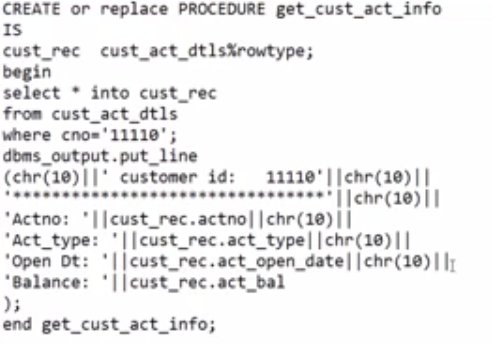 CREATE or replace PROCEDURE get_cust_act_info
IS
cust_rec  cust_act_dtls%rowtype;
begin
select * into cust_rec
from cust_act_dtls
where cno='11110';
dbms_output.put_line
(chr(10)||' customer id:   11110'||chr(10)||
'********************************'||chr(10)||
'Actno: '||cust_rec.actno||chr(10)||
'Act_type: '||cust_rec.act_type||chr(10)||
'Open Dt: '||cust_rec.act_open_date||chr(10)||
'Balance: '||cust_rec.act_bal
);
end get_cust_act_info;